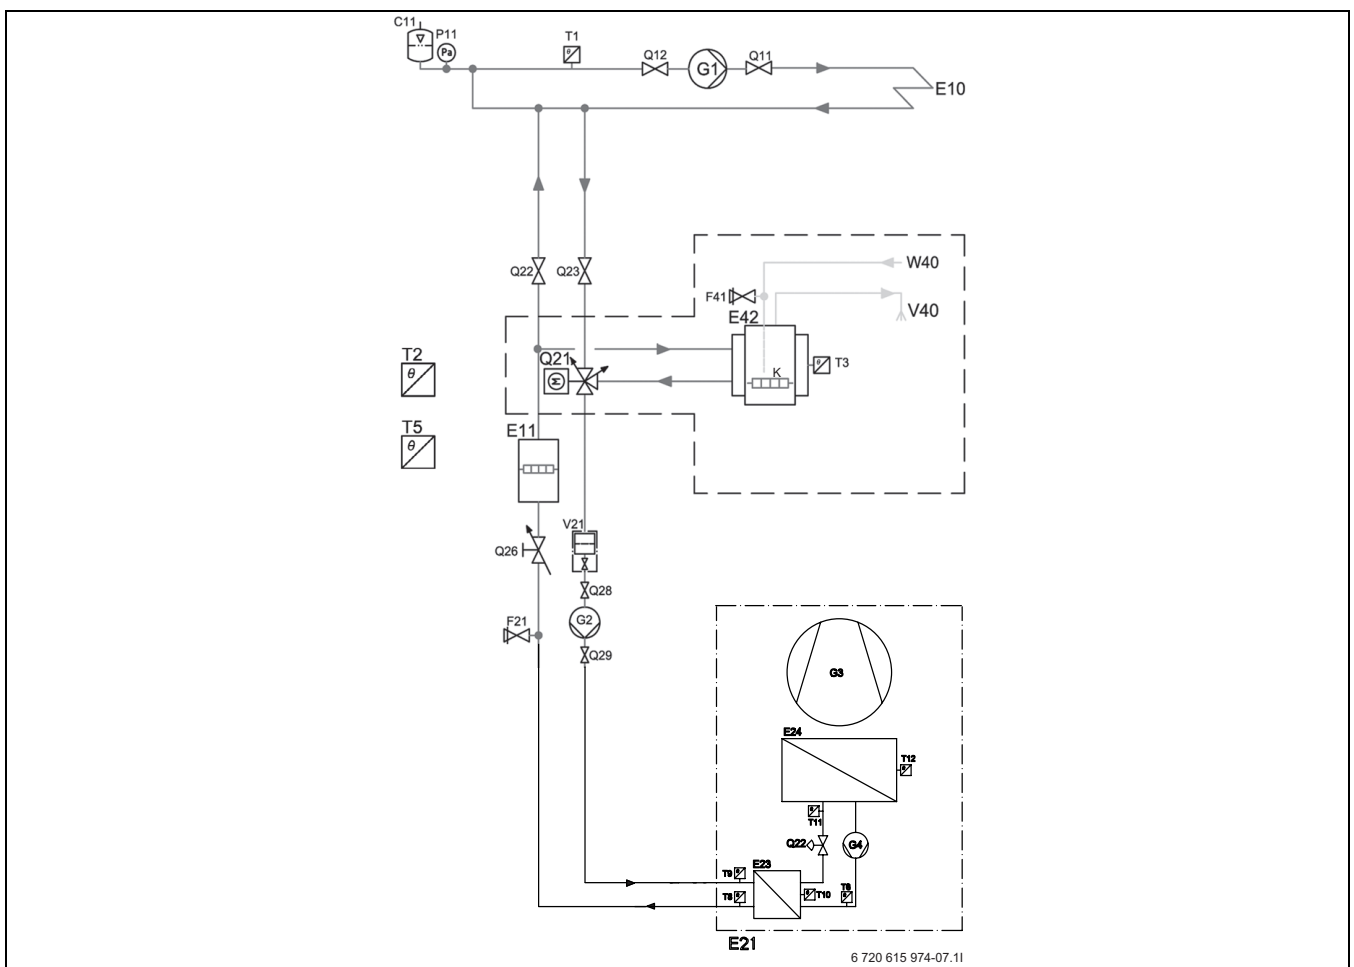 C11
P11
Pa
T1
θ
Q12
G1
Q11
E10
Q22
Q23
W40
F41
V40
E42
T2
θ
Q21
M
K
θ
T3
T5
θ
E11
V21
Q26
Q28
F21
G2
Q29
G3
E24
T12
T11
Q22
G4
E23
T9
T8
T10
T6
E21
6 720 615 974-07.1I